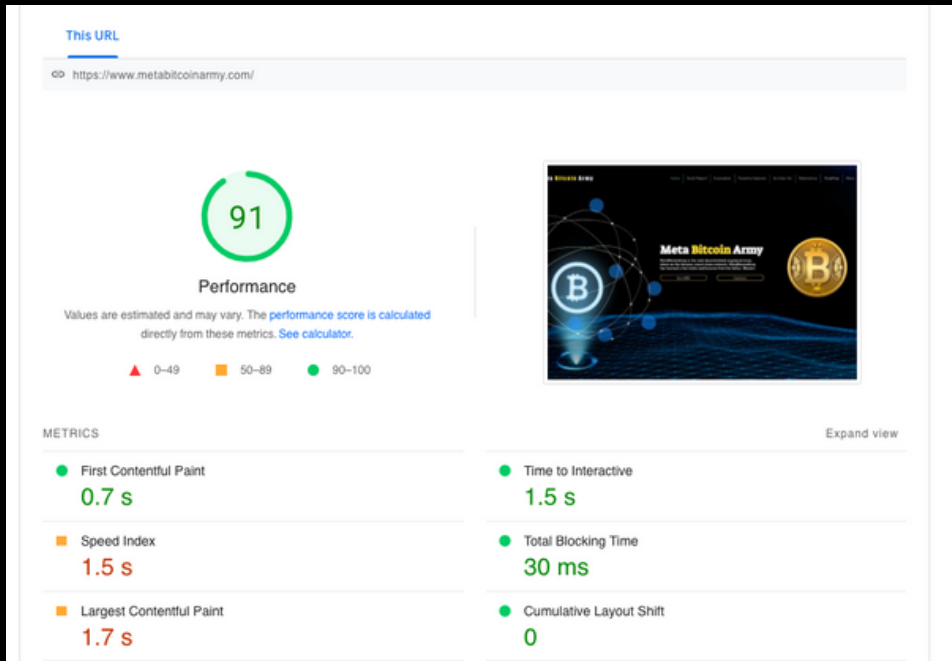 This URL
https://www.metabitcoinarmy.com/
91
Performance
Values are estimated and may vary. The performance score is calculated
directly from these metrics. See calculator.
0–49
50–89
90–100
Meta Bitcoin Army
METRICS
Expand view
First Contentful Paint
0.7 s
Time to Interactive
1.5 s
Speed Index
1.5 s
Total Blocking Time
30 ms
Largest Contentful Paint
1.7 s
Cumulative Layout Shift
0